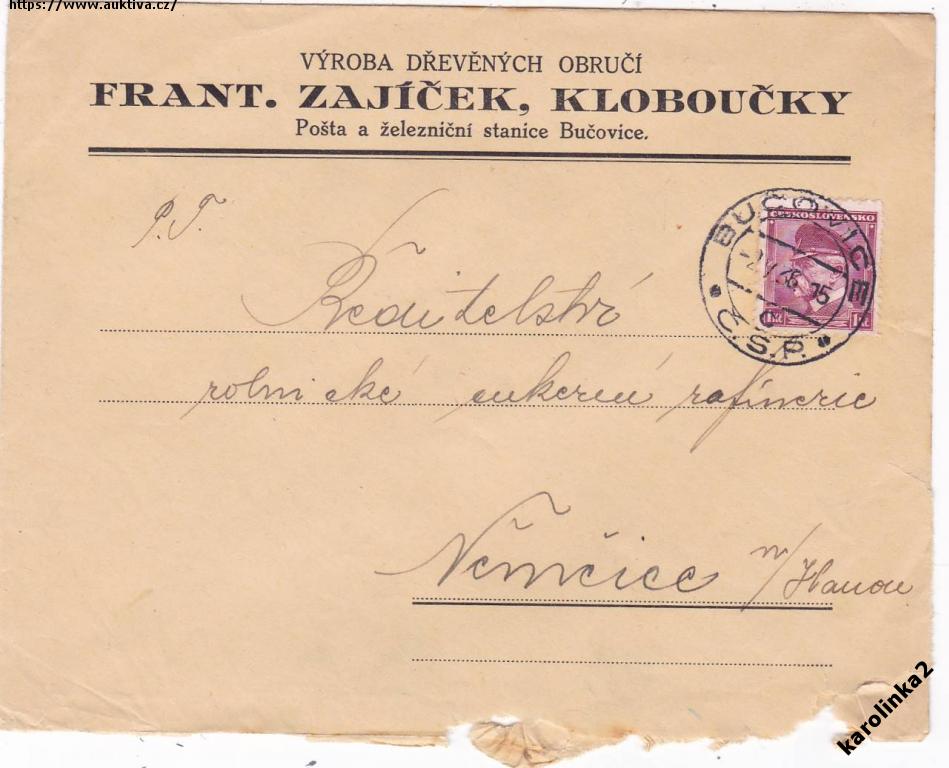 https://www.auktiva.cz/
VÝROBA DŘEVĚNÝCH OBRUČÍ
FRANT. ZAJÍČEK, KLOBOUČKY
Pošta a železniční stanice Bučovice.
P.T.
ČESKOSLOVENSKO
BUČOVICE
Č.S.P.
1Kč
Ředitelství
rolnické cukerní rafinerie
Němčice n/Hanou
karolinka2